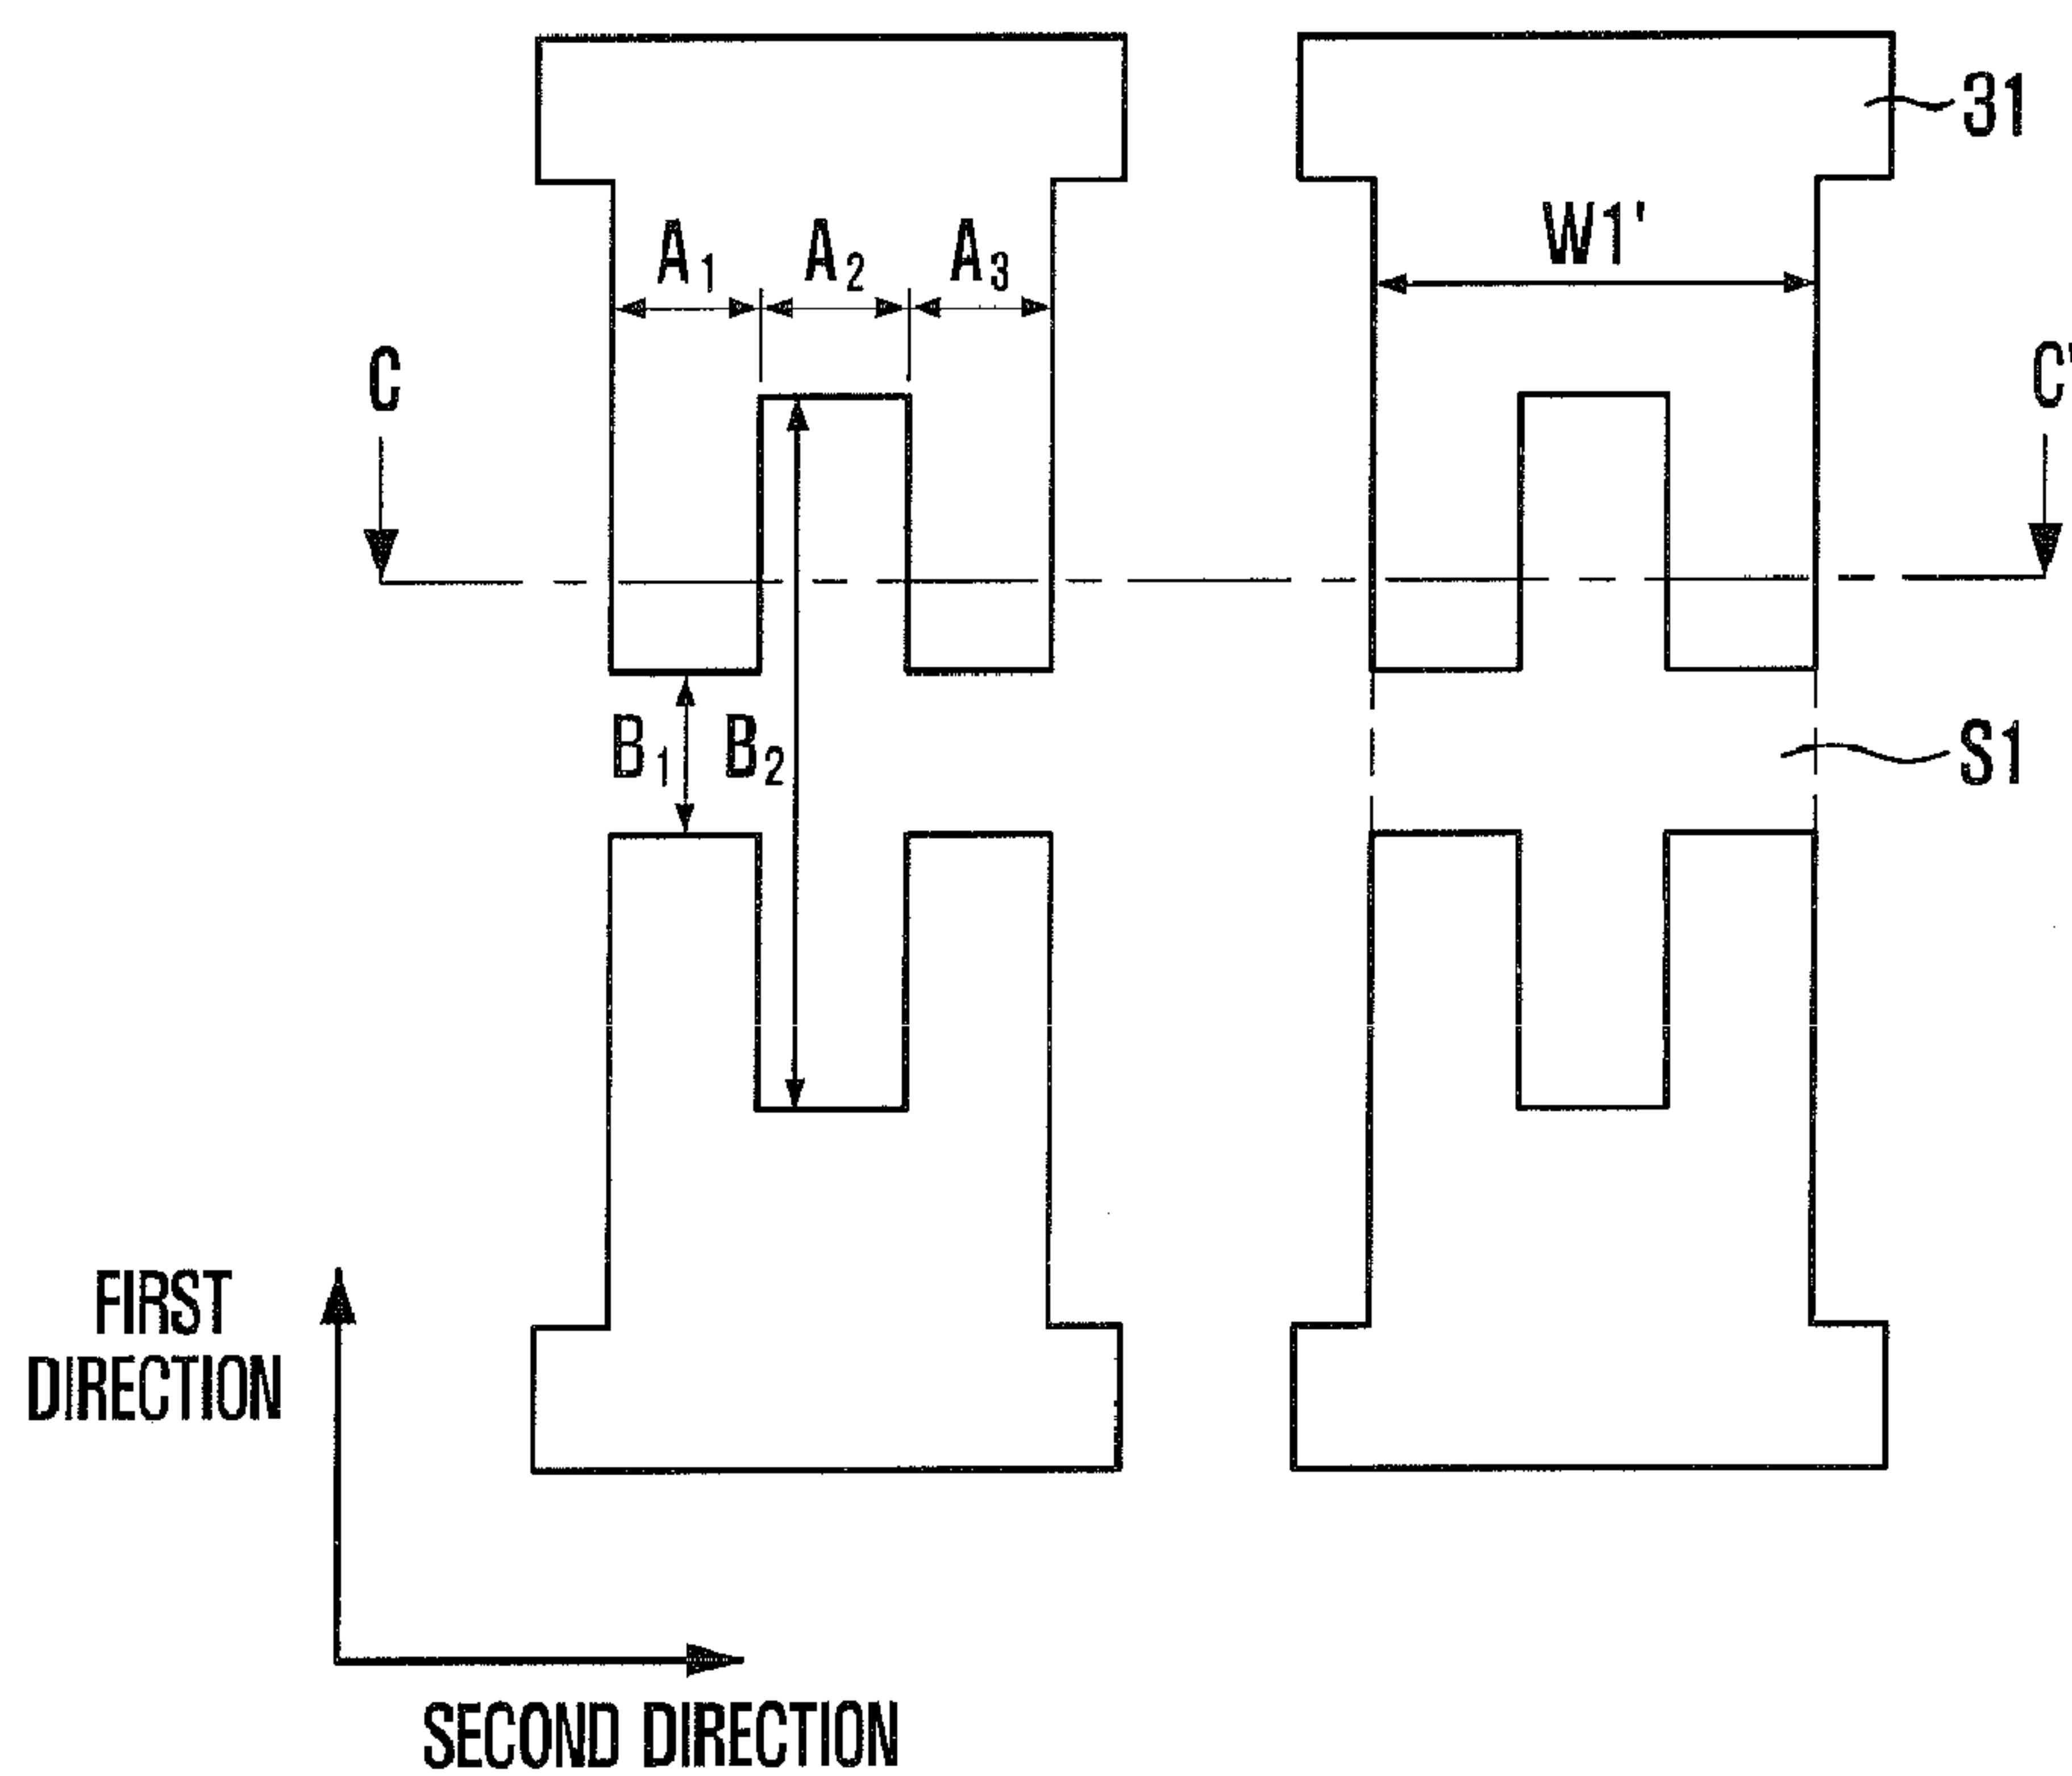 31
W1'
A1 A2 A3
C C'
B1 B2
S1
FIRST
DIRECTION
SECOND DIRECTION